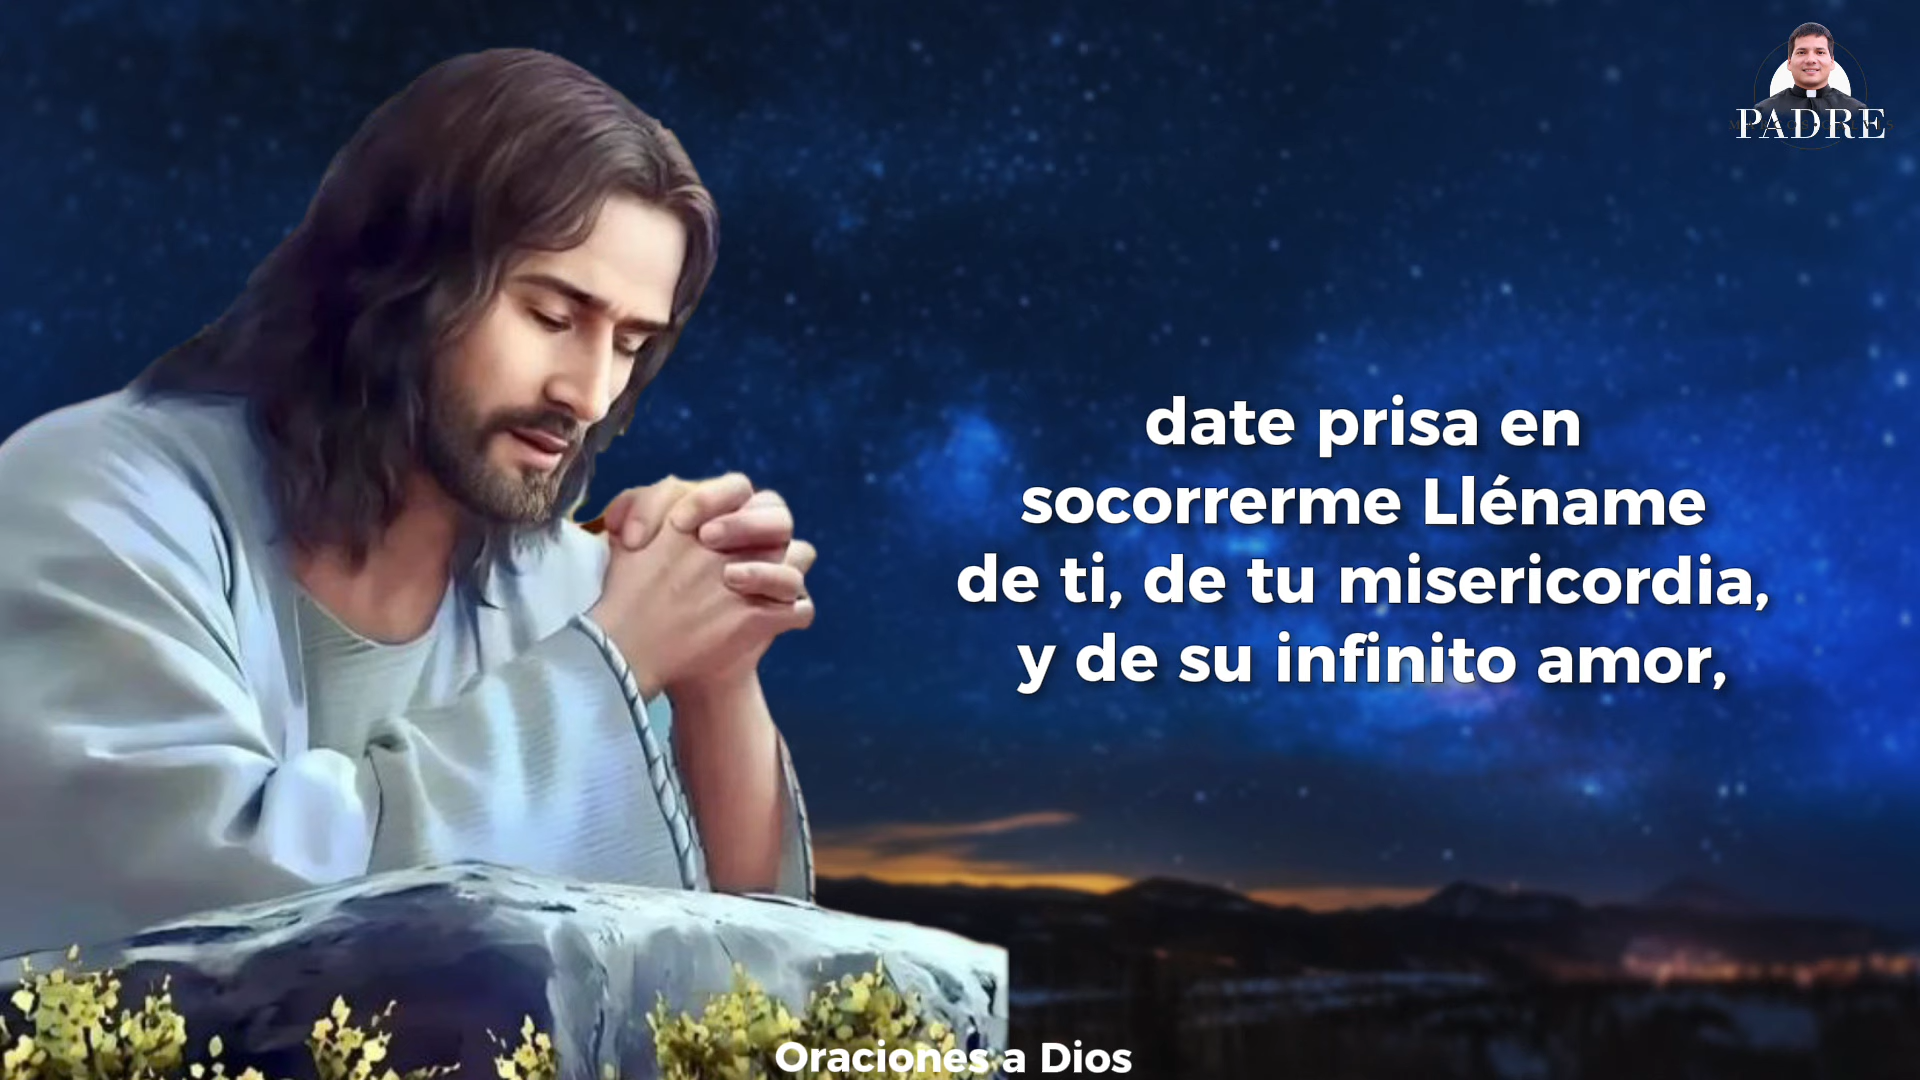 PADRE
date prisa en
socorrerme Lléname
de ti, de tu misericordia,
y de su infinito amor,
Oraciones a Dios